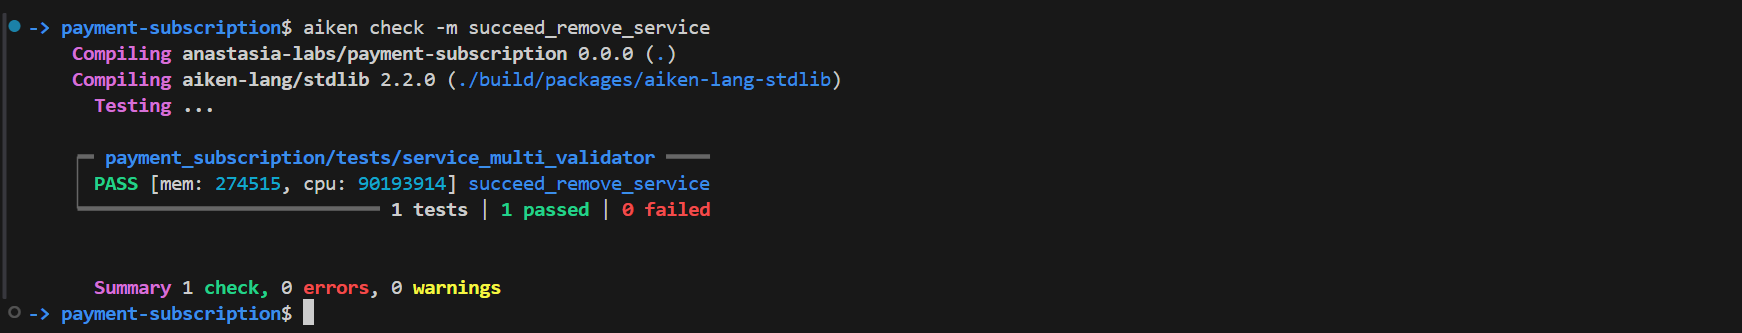 -> payment-subscription$ aiken check -m succeed_remove_service
Compiling anastasia-labs/payment-subscription 0.0.0 (.)
Compiling aiken-lang/stdlib 2.2.0 (./build/packages/aiken-lang-stdlib)
Testing ...
payment_subscription/tests/service_multi_validator
PASS [mem: 274515, cpu: 90193914] succeed_remove_service
1 tests | 1 passed | 0 failed
Summary 1 check, 0 errors, 0 warnings
-> payment-subscription$